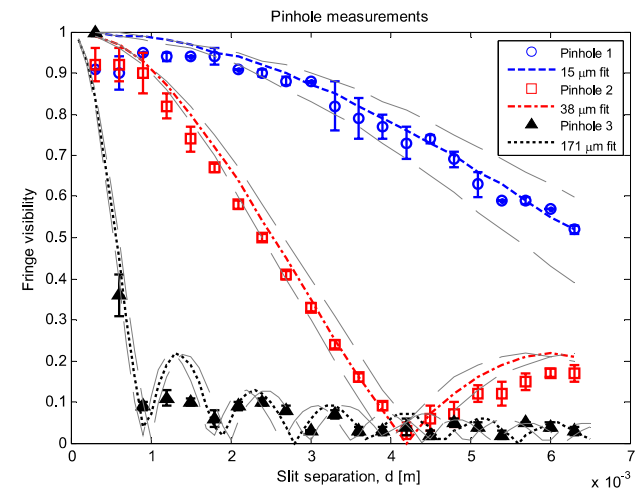 Pinhole measurements
Fringe visibility
1
0.9
0.8
0.7
0.6
0.5
0.4
0.3
0.2
0.1
0
Pinhole 1
15 μm fit
Pinhole 2
38 μm fit
Pinhole 3
171 μm fit
0 1 2 3 4 5 6 7
Slit separation, d [m]
x 10⁻³